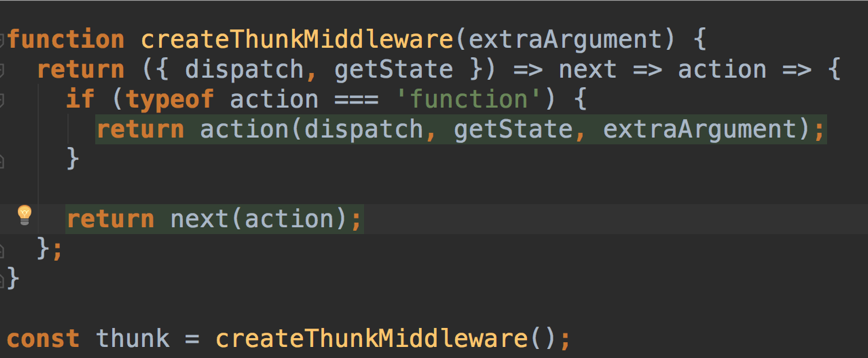 function createThunkMiddleware(extraArgument) {
return ({ dispatch, getState }) => next => action => {
if (typeof action === 'function') {
return action(dispatch, getState, extraArgument);
}
return next(action);
};
}
const thunk = createThunkMiddleware();